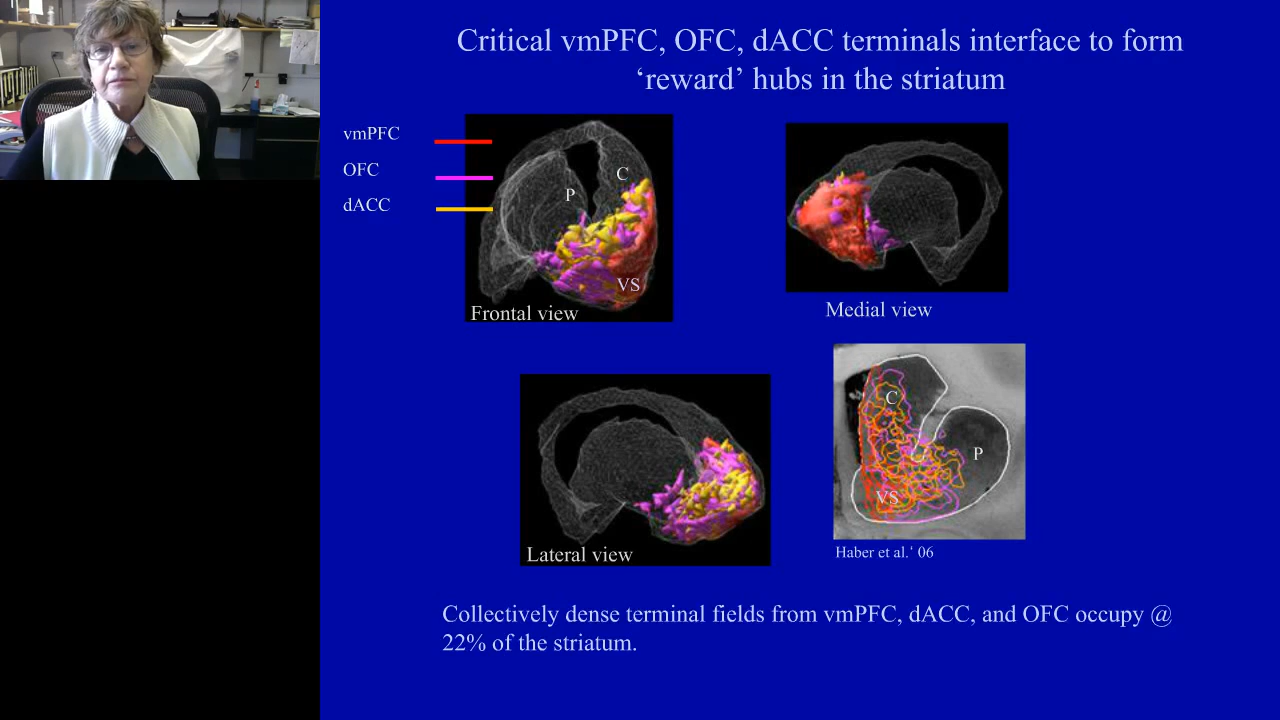 Critical vmPFC, OFC, dACC terminals interface to form
‘reward’ hubs in the striatum
vmPFC
OFC
dACC
C
P
VS
Frontal view
Medial view
Lateral view
C
P
VS
Haber et al.‘ 06
Collectively dense terminal fields from vmPFC, dACC, and OFC occupy @
22% of the striatum.